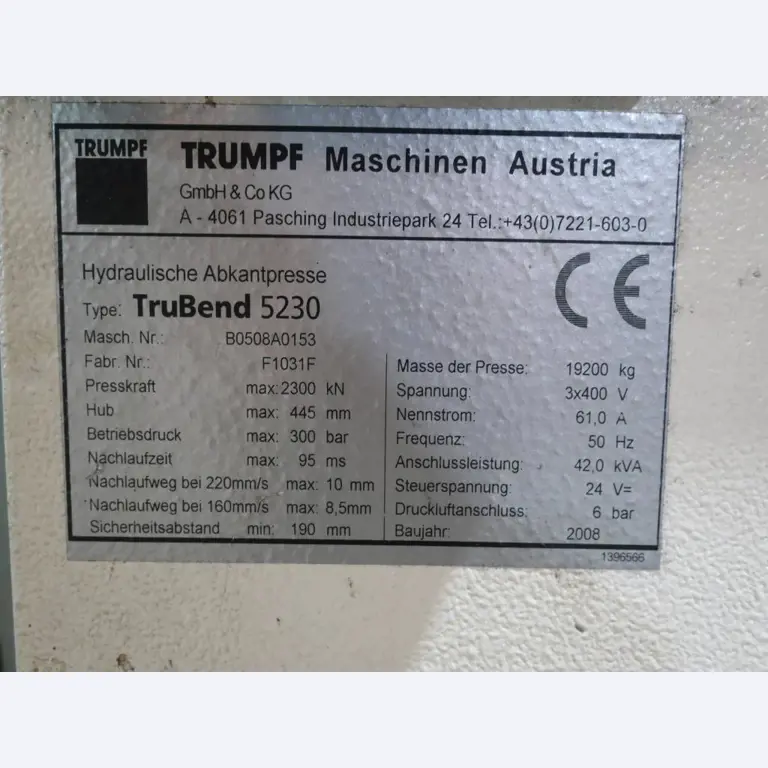 TRUMPF
TRUMPF Maschinen Austria
GmbH & Co KG
A - 4061 Pasching Industriepark 24 Tel.:+43(0)7221-603-0
Hydraulische Abkantpresse
Type: TruBend 5230
CE
Masch. Nr.: B0508A0153
Fabr. Nr.: F1031F
Presskraft max: 2300 kN
Hub max: 445 mm
Betriebsdruck max: 300 bar
Nachlaufzeit max: 95 ms
Nachlaufweg bei 220mm/s max: 10 mm
Nachlaufweg bei 160mm/s max: 8,5mm
Sicherheitsabstand min: 190 mm
Masse der Presse: 19200 kg
Spannung: 3x400 V
Nennstrom: 61,0 A
Frequenz: 50 Hz
Anschlussleistung: 42,0 kVA
Steuerspannung: 24 V=
Druckluftanschluss: 6 bar
Baujahr: 2008
1396566